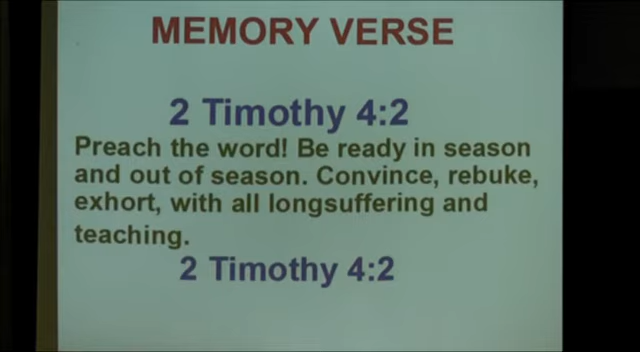 MEMORY VERSE
2 Timothy 4:2
Preach the word! Be ready in season
and out of season. Convince, rebuke,
exhort, with all longsuffering and
teaching.
2 Timothy 4:2